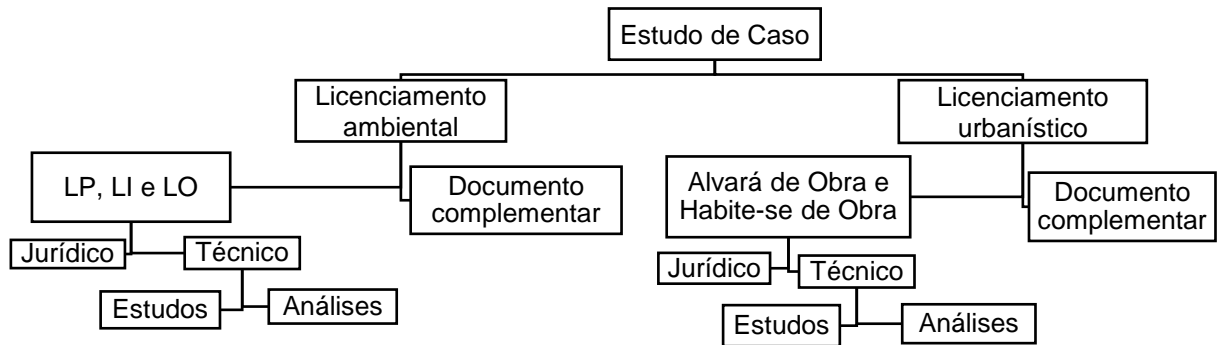 Estudo de Caso
Licenciamento
ambiental
Licenciamento
urbanístico
LP, LI e LO
Documento
complementar
Alvará de Obra e
Habite-se de Obra
Documento
complementar
Jurídico
Técnico
Jurídico
Técnico
Estudos
Análises
Estudos
Análises